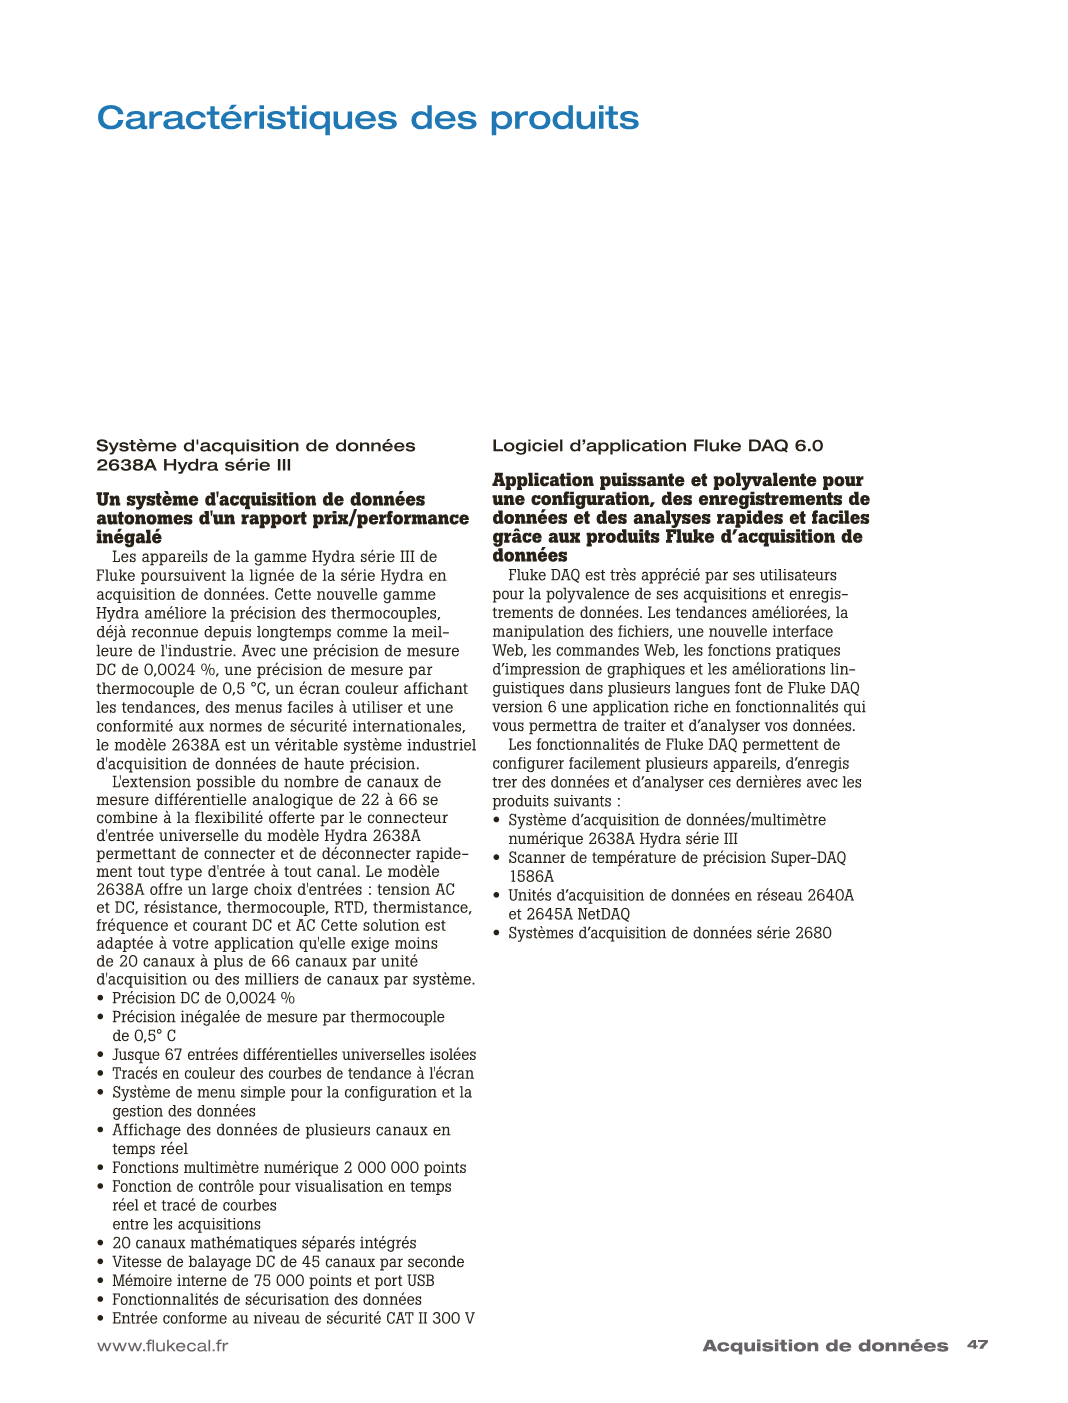 Caractéristiques des produits
Système d'acquisition de données
2638A Hydra série III
Un système d'acquisition de données
autonomes d'un rapport prix/performance
inégalé
Les appareils de la gamme Hydra série III de
Fluke poursuivent la lignée de la série Hydra en
acquisition de données. Cette nouvelle gamme
Hydra améliore la précision des thermocouples,
déjà reconnue depuis longtemps comme la meil-
leure de l'industrie. Avec une précision de mesure
DC de 0,0024 %, une précision de mesure par
thermocouple de 0,5 °C, un écran couleur affichant
les tendances, des menus faciles à utiliser et une
conformité aux normes de sécurité internationales,
le modèle 2638A est un véritable système industriel
d'acquisition de données de haute précision.
L'extension possible du nombre de canaux de
mesure différentielle analogique de 22 à 66 se
combine à la flexibilité offerte par le connecteur
d'entrée universelle du modèle Hydra 2638A
permettant de connecter et de déconnecter rapide-
ment tout type d'entrée à tout canal. Le modèle
2638A offre un large choix d'entrées : tension AC
et DC, résistance, thermocouple, RTD, thermistance,
fréquence et courant DC et AC Cette solution est
adaptée à votre application qu'elle exige moins
de 20 canaux à plus de 66 canaux par unité
d'acquisition ou des milliers de canaux par système.
• Précision DC de 0,0024 %
• Précision inégalée de mesure par thermocouple
de 0,5° C
• Jusque 67 entrées différentielles universelles isolées
• Tracés en couleur des courbes de tendance à l'écran
• Système de menu simple pour la configuration et la
gestion des données
• Affichage des données de plusieurs canaux en
temps réel
• Fonctions multimètre numérique 2 000 000 points
• Fonction de contrôle pour visualisation en temps
réel et tracé de courbes
entre les acquisitions
• 20 canaux mathématiques séparés intégrés
• Vitesse de balayage DC de 45 canaux par seconde
• Mémoire interne de 75 000 points et port USB
• Fonctionnalités de sécurisation des données
• Entrée conforme au niveau de sécurité CAT II 300 V
Logiciel d’application Fluke DAQ 6.0
Application puissante et polyvalente pour
une configuration, des enregistrements de
données et des analyses rapides et faciles
grâce aux produits Fluke d’acquisition de
données
Fluke DAQ est très apprécié par ses utilisateurs
pour la polyvalence de ses acquisitions et enregis-
trements de données. Les tendances améliorées, la
manipulation des fichiers, une nouvelle interface
Web, les commandes Web, les fonctions pratiques
d’impression de graphiques et les améliorations lin-
guistiques dans plusieurs langues font de Fluke DAQ
version 6 une application riche en fonctionnalités qui
vous permettra de traiter et d’analyser vos données.
Les fonctionnalités de Fluke DAQ permettent de
configurer facilement plusieurs appareils, d’enregis
trer des données et d’analyser ces dernières avec les
produits suivants :
• Système d’acquisition de données/multimètre
numérique 2638A Hydra série III
• Scanner de température de précision Super-DAQ
1586A
• Unités d’acquisition de données en réseau 2640A
et 2645A NetDAQ
• Systèmes d’acquisition de données série 2680
www.flukecal.fr
Acquisition de données 47